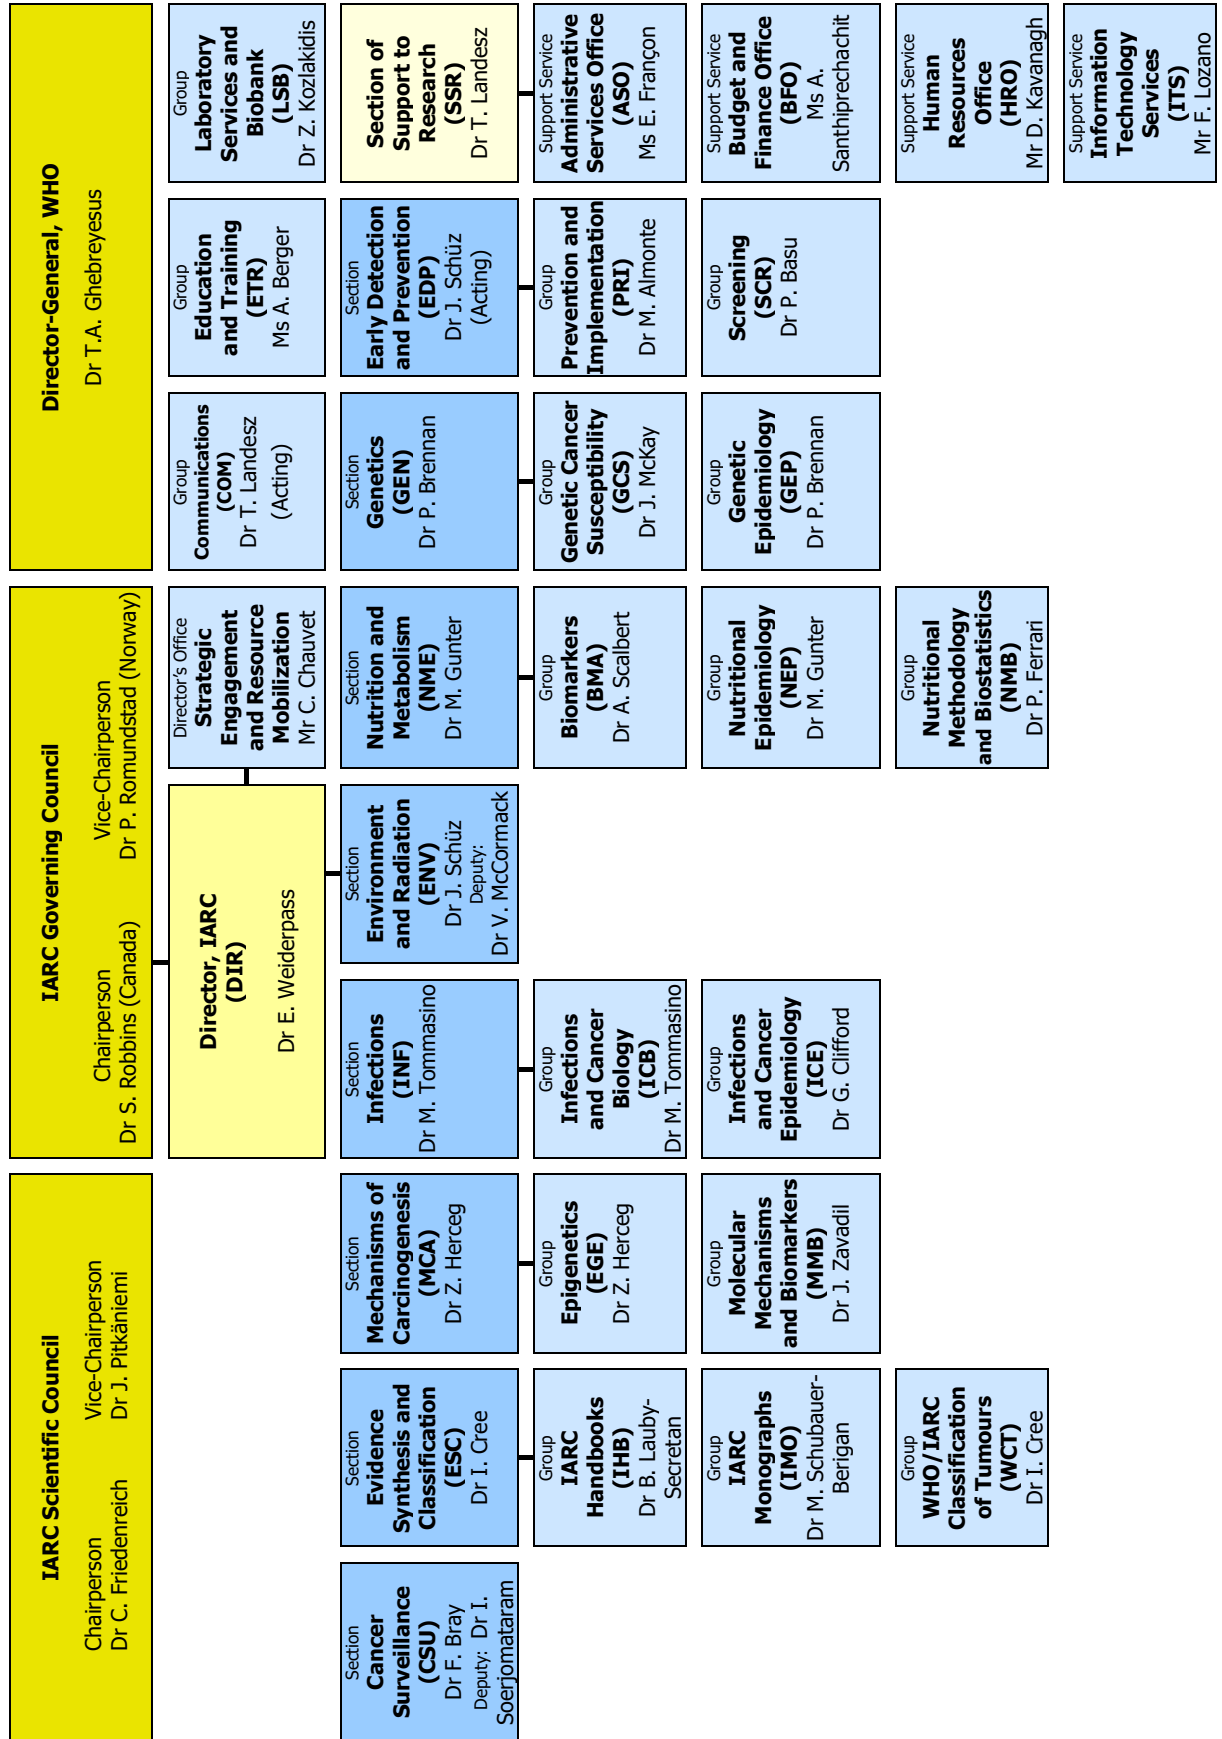 IARC Scientific Council
Chairperson
Dr C. Friedenreich
Vice-Chairperson
Dr J. Pitkäniemi
IARC Governing Council
Chairperson
Dr S. Robbins (Canada)
Vice-Chairperson
Dr P. Romundstad (Norway)
Director-General, WHO
Dr T.A. Ghebreyesus
Director, IARC
(DIR)
Dr E. Weiderpass
Director's Office
Strategic
Engagement
and Resource
Mobilization
Mr C. Chauvet
Group
Communications
(COM)
Dr T. Landesz
(Acting)
Group
Education
and Training
(ETR)
Ms A. Berger
Group
Laboratory
Services and
Biobank
(LSB)
Dr Z. Kozlakidis
Section
Cancer
Surveillance
(CSU)
Dr F. Bray
Deputy: Dr I.
Soerjomataram
Section
Evidence
Synthesis and
Classification
(ESC)
Dr I. Cree
Section
Mechanisms of
Carcinogenesis
(MCA)
Dr Z. Herceg
Section
Infections
(INF)
Dr M. Tommasino
Section
Environment
and Radiation
(ENV)
Dr J. Schüz
Deputy:
Dr V. McCormack
Section
Nutrition and
Metabolism
(NME)
Dr M. Gunter
Section
Genetics
(GEN)
Dr P. Brennan
Section
Early Detection
and Prevention
(EDP)
Dr J. Schüz
(Acting)
Section of
Support to
Research
(SSR)
Dr T. Landesz
Group
IARC
Handbooks
(IHB)
Dr B. Lauby-
Secretan
Group
Epigenetics
(EGE)
Dr Z. Herceg
Group
Infections
and Cancer
Biology
(ICB)
Dr M. Tommasino
Group
Biomarkers
(BMA)
Dr A. Scalbert
Group
Genetic Cancer
Susceptibility
(GCS)
Dr J. McKay
Group
Prevention and
Implementation
(PRI)
Dr M. Almonte
Support Service
Administrative
Services Office
(ASO)
Ms E. Françon
Group
IARC
Monographs
(IMO)
Dr M. Schubauer-
Berigan
Group
Molecular
Mechanisms
and Biomarkers
(MMB)
Dr J. Zavadil
Group
Infections
and Cancer
Epidemiology
(ICE)
Dr G. Clifford
Group
Nutritional
Epidemiology
(NEP)
Dr M. Gunter
Group
Genetic
Epidemiology
(GEP)
Dr P. Brennan
Group
Screening
(SCR)
Dr P. Basu
Support Service
Budget and
Finance Office
(BFO)
Ms A.
Santhiprechachit
Group
WHO/IARC
Classification
of Tumours
(WCT)
Dr I. Cree
Group
Nutritional
Methodology
and Biostatistics
(NMB)
Dr P. Ferrari
Support Service
Human
Resources
Office
(HRO)
Mr D. Kavanagh
Support Service
Information
Technology
Services
(ITS)
Mr F. Lozano